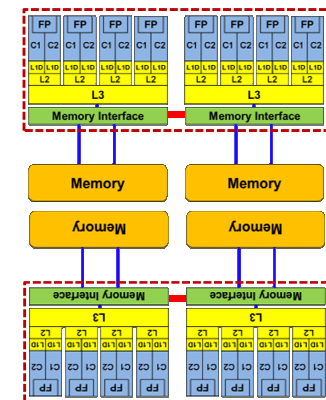 FP FP FP FP FP FP FP FP
C1 C2 C1 C2 C1 C2 C1 C2 C1 C2 C1 C2 C1 C2 C1 C2
L1D L1D L1D L1D L1D L1D L1D L1D L1D L1D L1D L1D L1D L1D L1D L1D
L2 L2 L2 L2 L2 L2 L2 L2
L3 L3
Memory Interface Memory Interface
Memory Memory
Memory Memory
Memory Interface Memory Interface
L3 L3
L2 L2 L2 L2 L2 L2 L2 L2
L1D L1D L1D L1D L1D L1D L1D L1D L1D L1D L1D L1D L1D L1D L1D L1D
C2 C1 C2 C1 C2 C1 C2 C1 C2 C1 C2 C1 C2 C1 C2 C1
FP FP FP FP FP FP FP FP